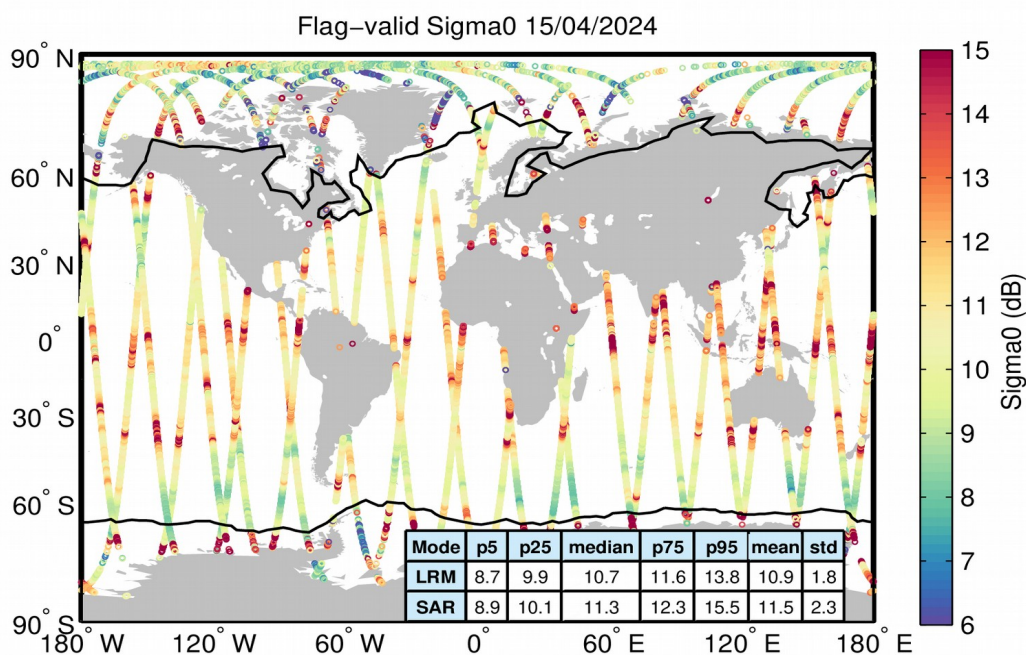 Flag−valid Sigma0 15/04/2024
90° N
60° N
30° N
0°
30° S
60° S
90° S
180° W
120° W
60° W
0°
60° E
120° E
180° E
15
14
13
12
11
10
9
8
7
6
Sigma0 (dB)
Mode p5 p25 median p75 p95 mean std
LRM 8.7 9.9 10.7 11.6 13.8 10.9 1.8
SAR 8.9 10.1 11.3 12.3 15.5 11.5 2.3